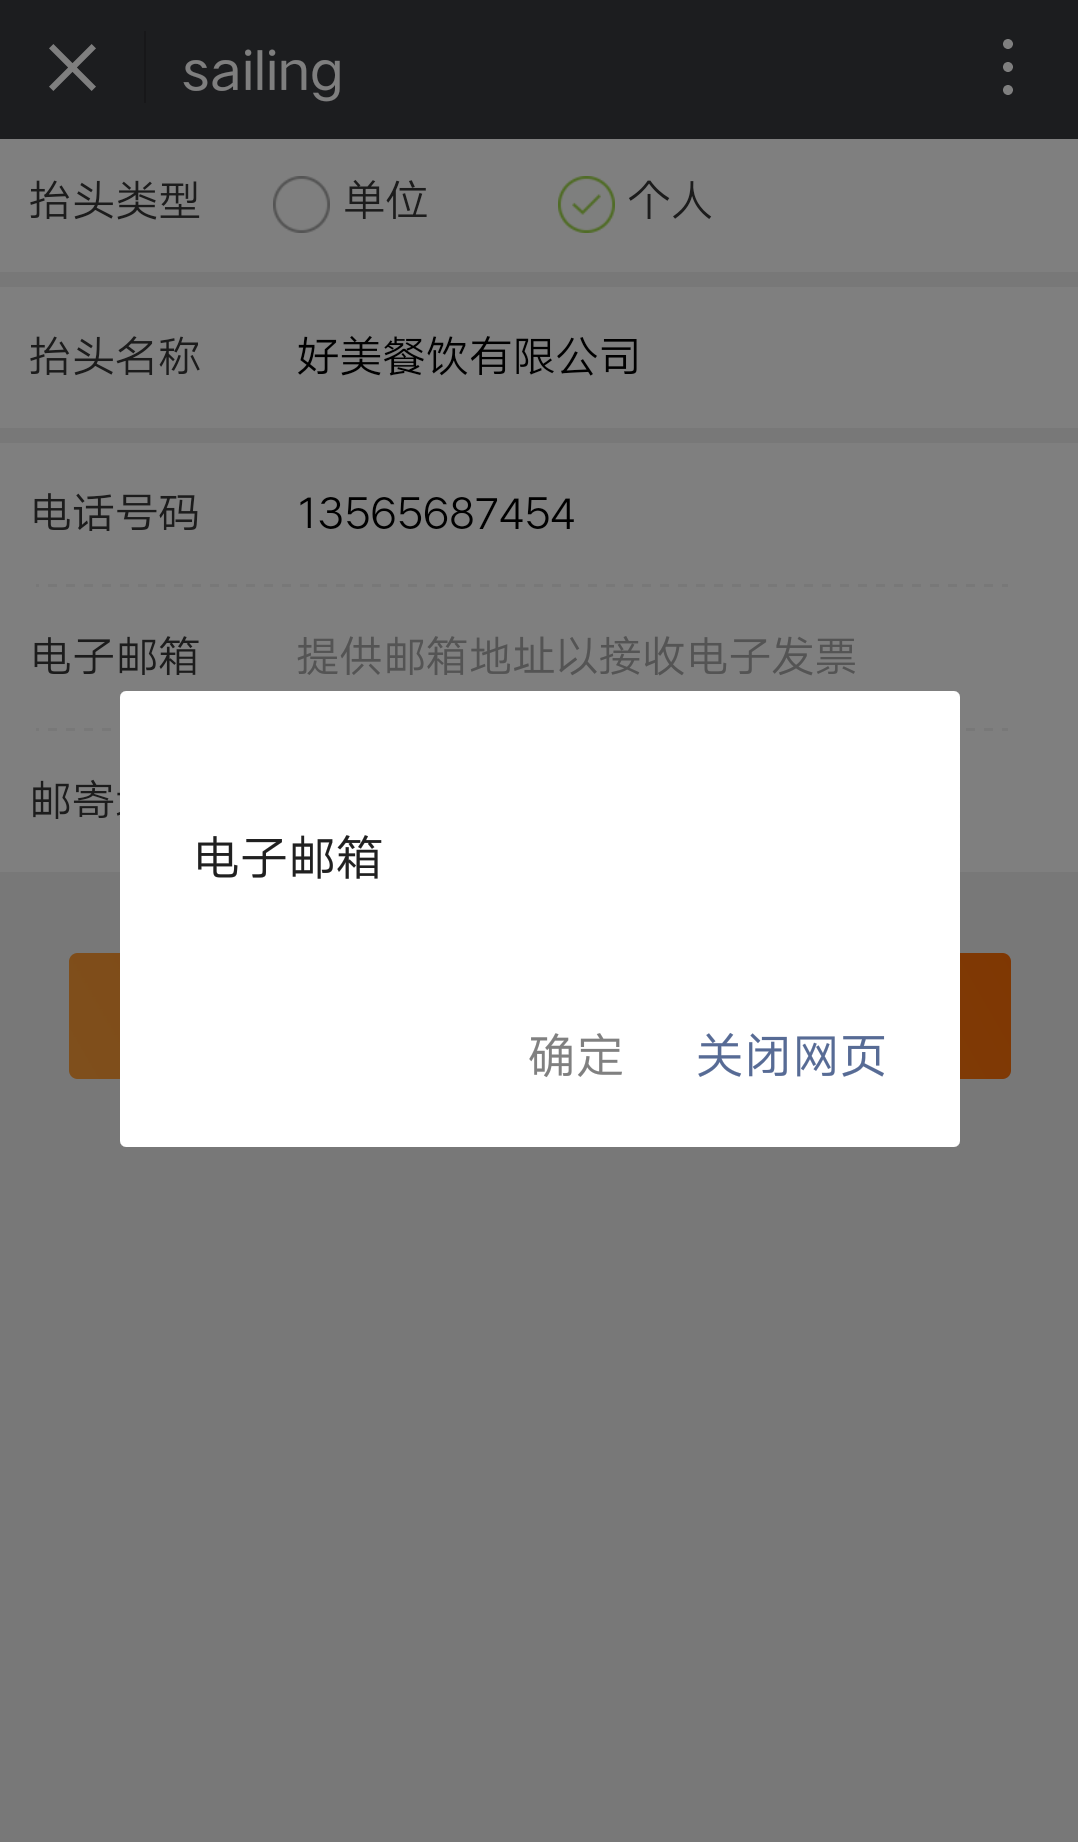 sailing
抬头类型 单位 个人
抬头名称 好美餐饮有限公司
电话号码 13565687454
电子邮箱 提供邮箱地址以接收电子发票
邮寄
电子邮箱
确定 关闭网页